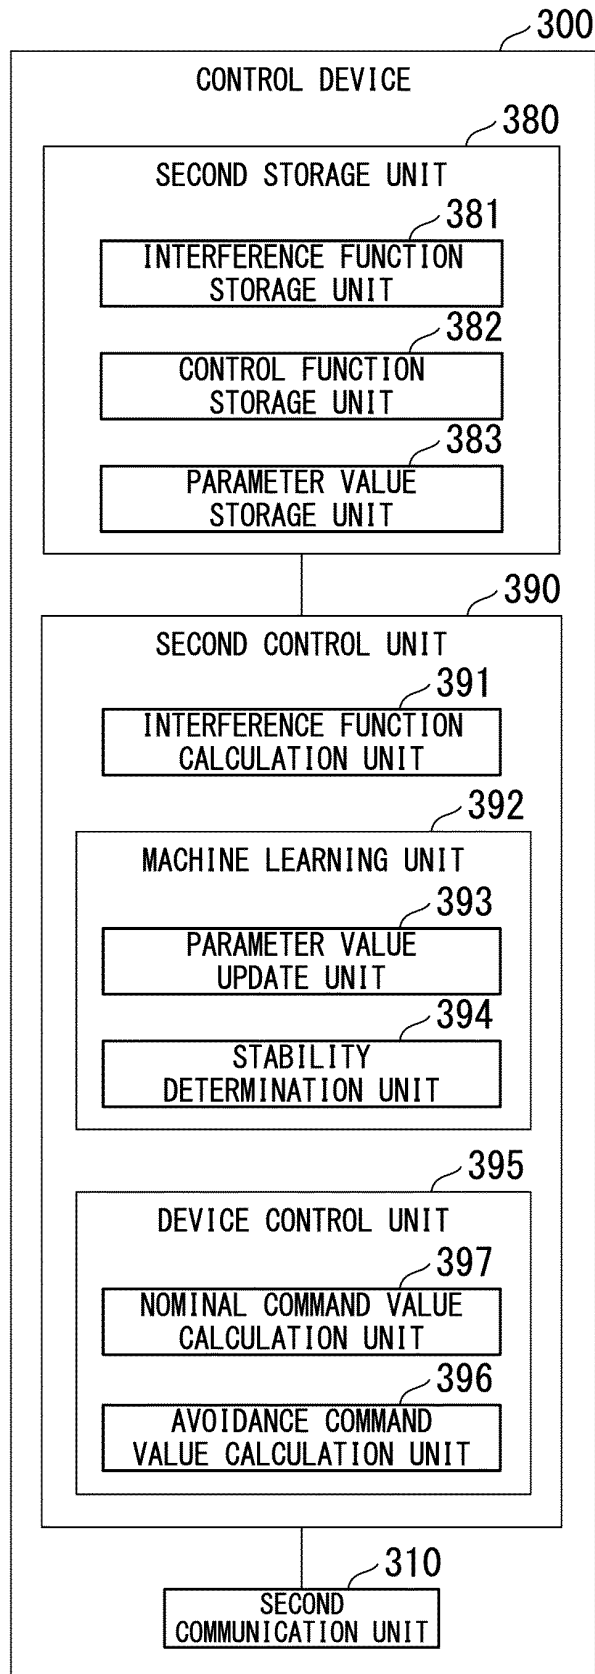 300
CONTROL DEVICE
380
SECOND STORAGE UNIT
381
INTERFERENCE FUNCTION
STORAGE UNIT
382
CONTROL FUNCTION
STORAGE UNIT
383
PARAMETER VALUE
STORAGE UNIT
390
SECOND CONTROL UNIT
391
INTERFERENCE FUNCTION
CALCULATION UNIT
392
MACHINE LEARNING UNIT
393
PARAMETER VALUE
UPDATE UNIT
394
STABILITY
DETERMINATION UNIT
395
DEVICE CONTROL UNIT
397
NOMINAL COMMAND VALUE
CALCULATION UNIT
396
AVOIDANCE COMMAND
VALUE CALCULATION UNIT
310
SECOND
COMMUNICATION UNIT